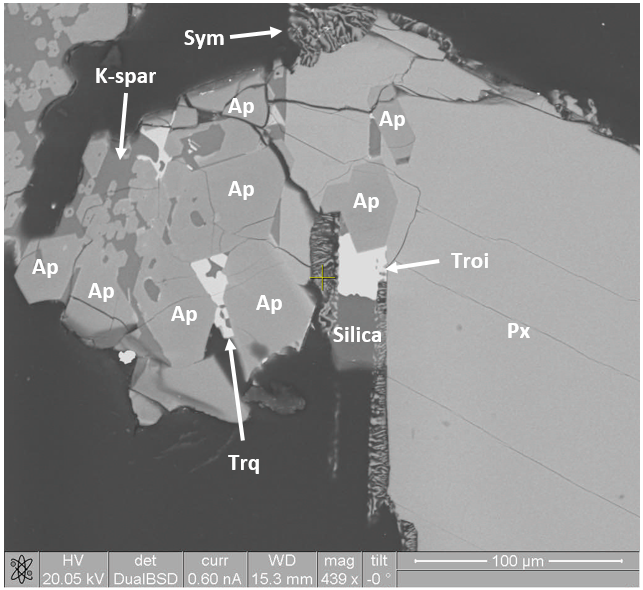 Sym
K-spar
Ap
Ap
Ap
Ap
Ap
Troi
Ap
Ap
Ap
Silica
Px
Trq
HV
det
curr
WD
mag
tilt
100 µm
20.05 kV
DualBSD
0.60 nA
15.3 mm
439 x
-0 °